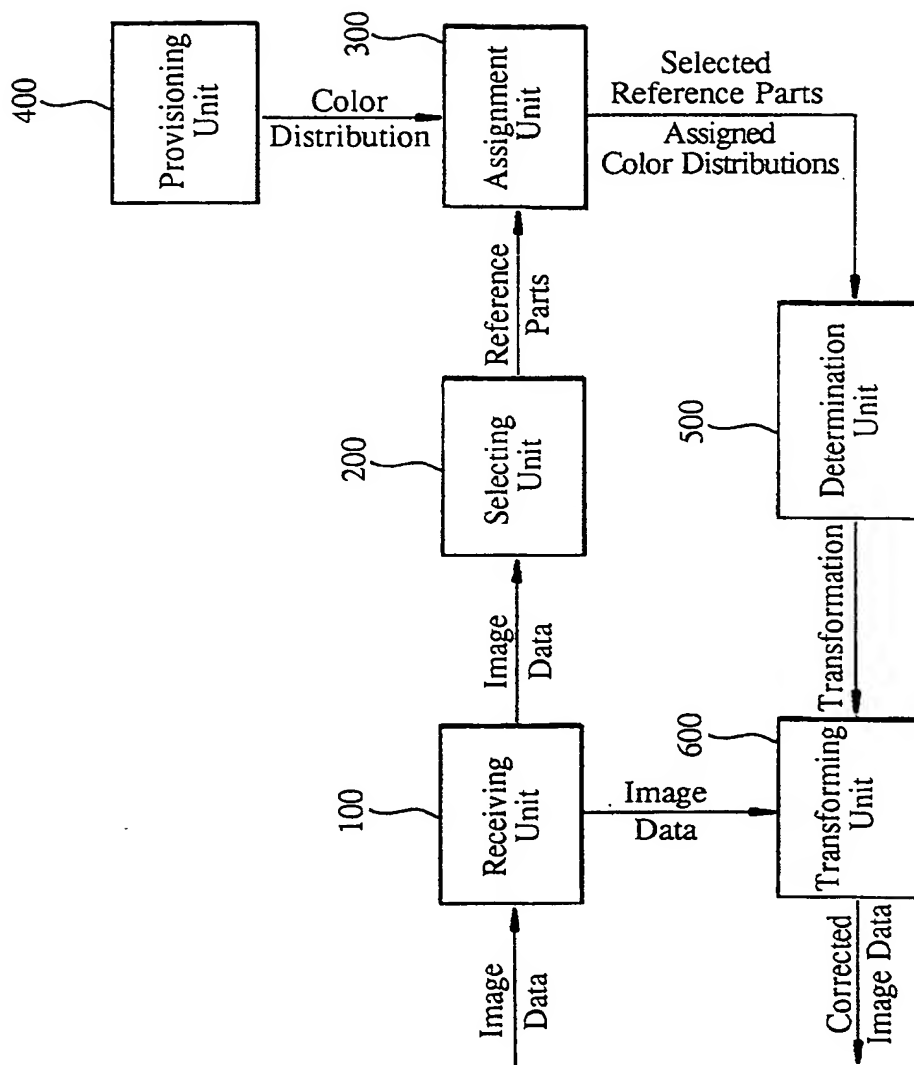 400
Provisioning
Unit
Color
Distribution
300
Assignment
Unit
Selected
Reference Parts
Assigned
Color Distributions
Reference
Parts
200
Selecting
Unit
Image
Data
100
Receiving
Unit
Image
Data
Image
Data
500
Determination
Unit
Transformation
600
Transforming
Unit
Corrected
Image Data